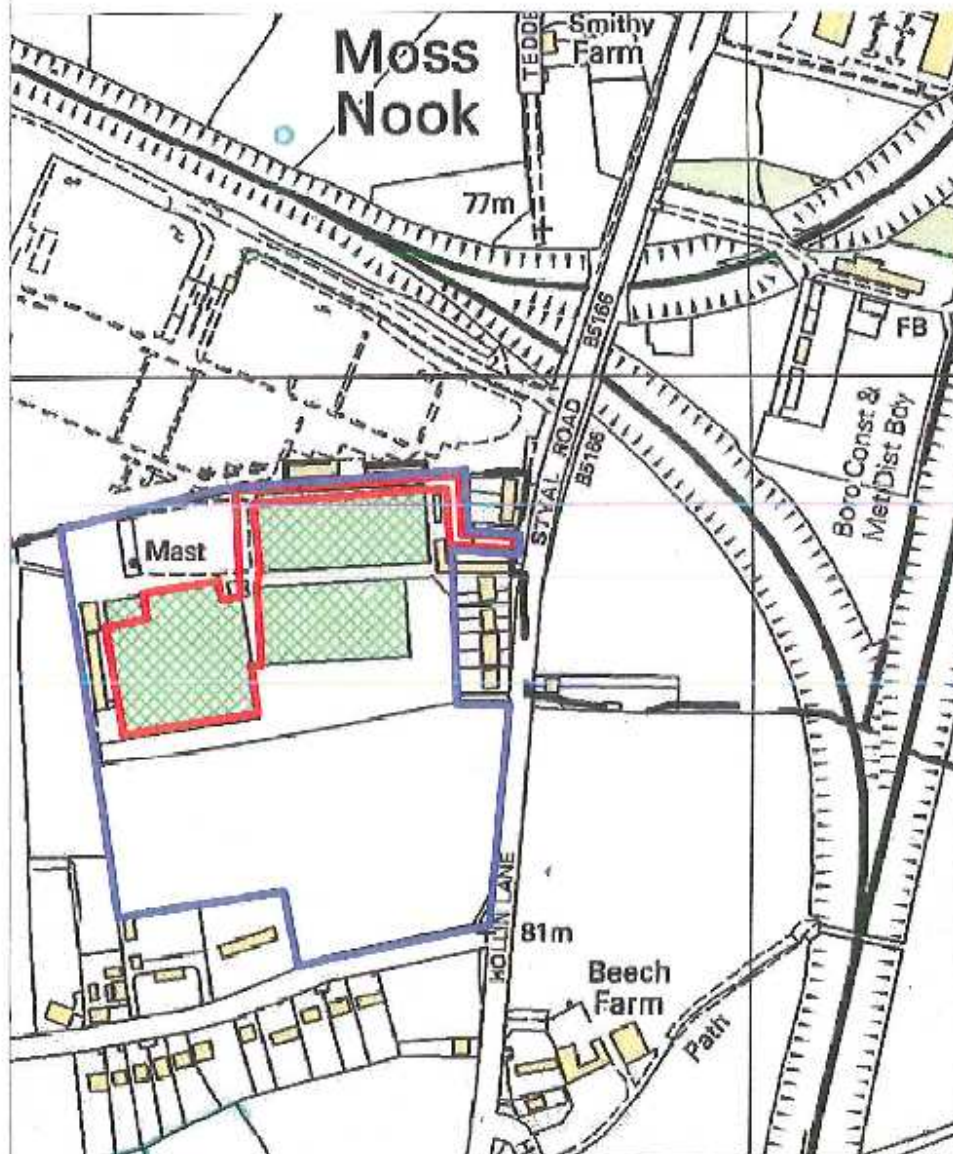 Moss
Nook
TEDDE
Smithy
Farm
77m
B5166
FB
STYAL ROAD
B5166
Boro Const &
Met Dist Bdy
Mast
HOLLIN LANE
81m
Beech
Farm
Path